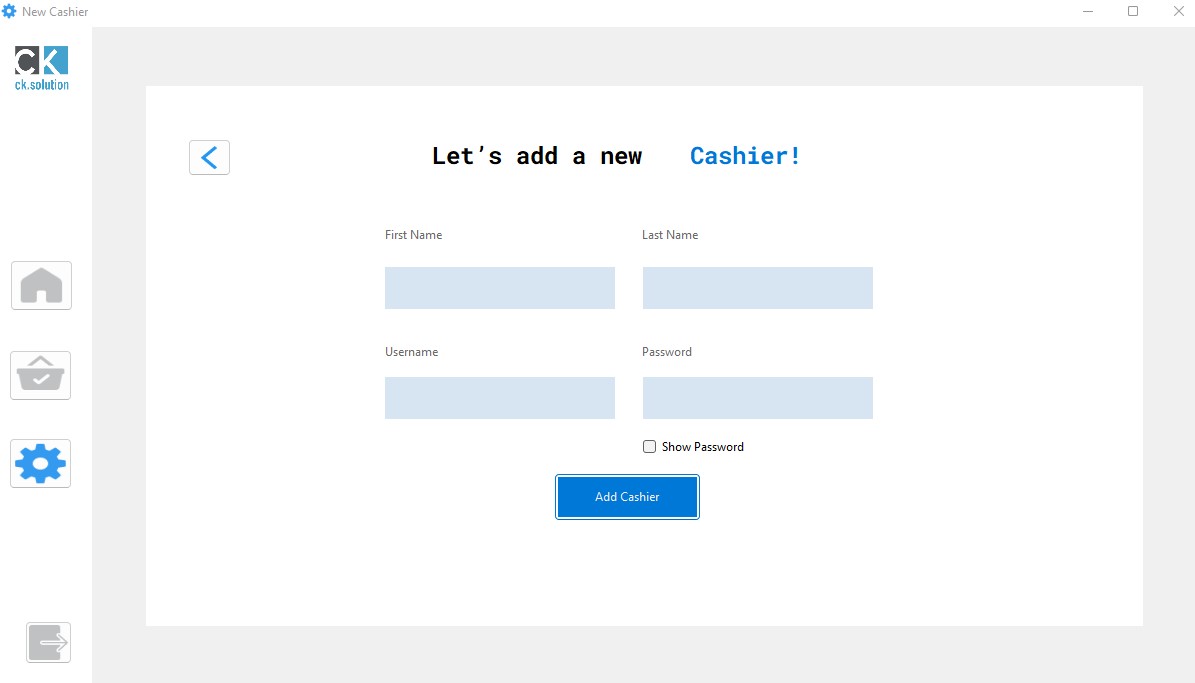 New Cashier
CK
ck.solution
Let’s add a new Cashier!
First Name Last Name
Username Password
Show Password
Add Cashier